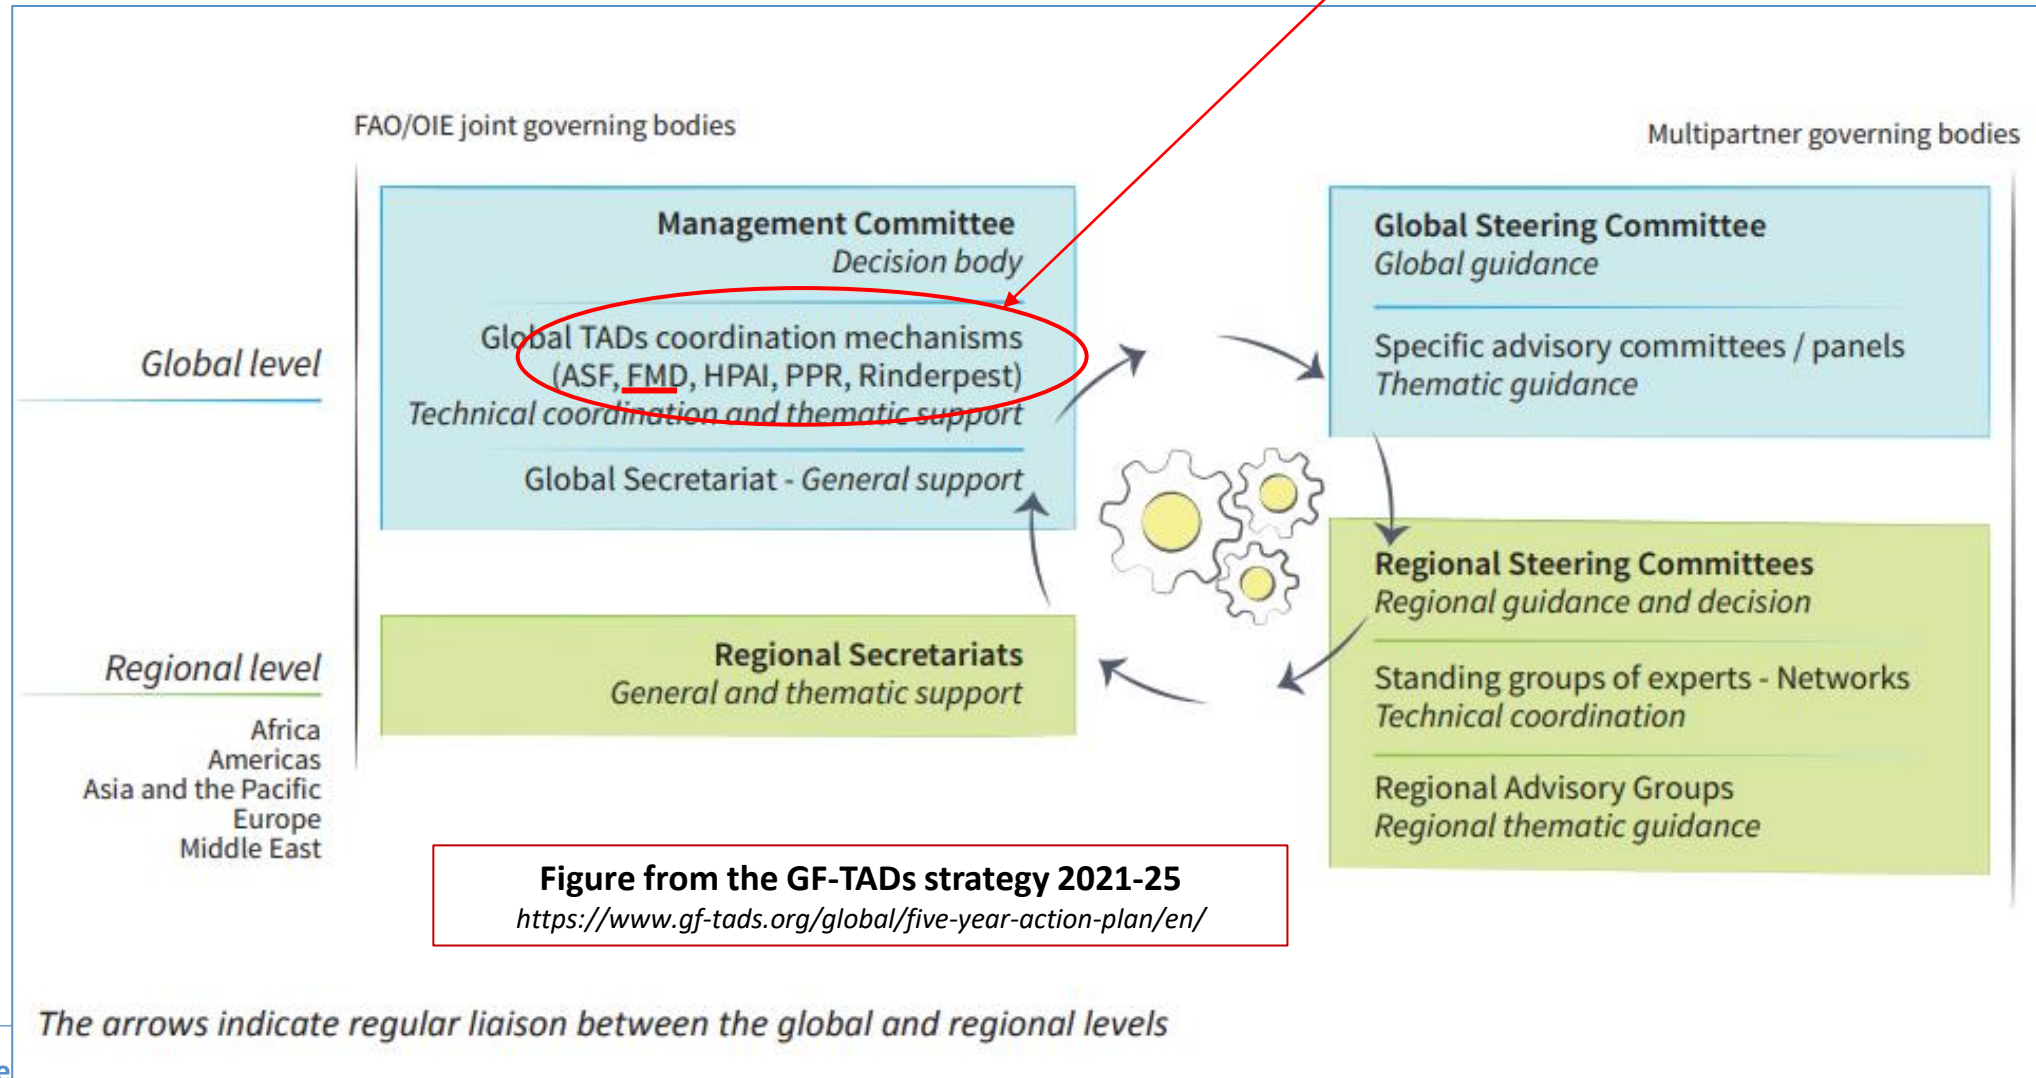 FAO/OIE joint governing bodies
Multipartner governing bodies
Management Committee
Decision body
Global TADs coordination mechanisms
(ASF, FMD, HPAI, PPR, Rinderpest)
Technical coordination and thematic support
Global Secretariat - General support
Global Steering Committee
Global guidance
Specific advisory committees / panels
Thematic guidance
Global level
Regional Secretariats
General and thematic support
Regional Steering Committees
Regional guidance and decision
Standing groups of experts - Networks
Technical coordination
Regional Advisory Groups
Regional thematic guidance
Regional level
Africa
Americas
Asia and the Pacific
Europe
Middle East
Figure from the GF-TADs strategy 2021-25
https://www.gf-tads.org/global/five-year-action-plan/en/
The arrows indicate regular liaison between the global and regional levels
e